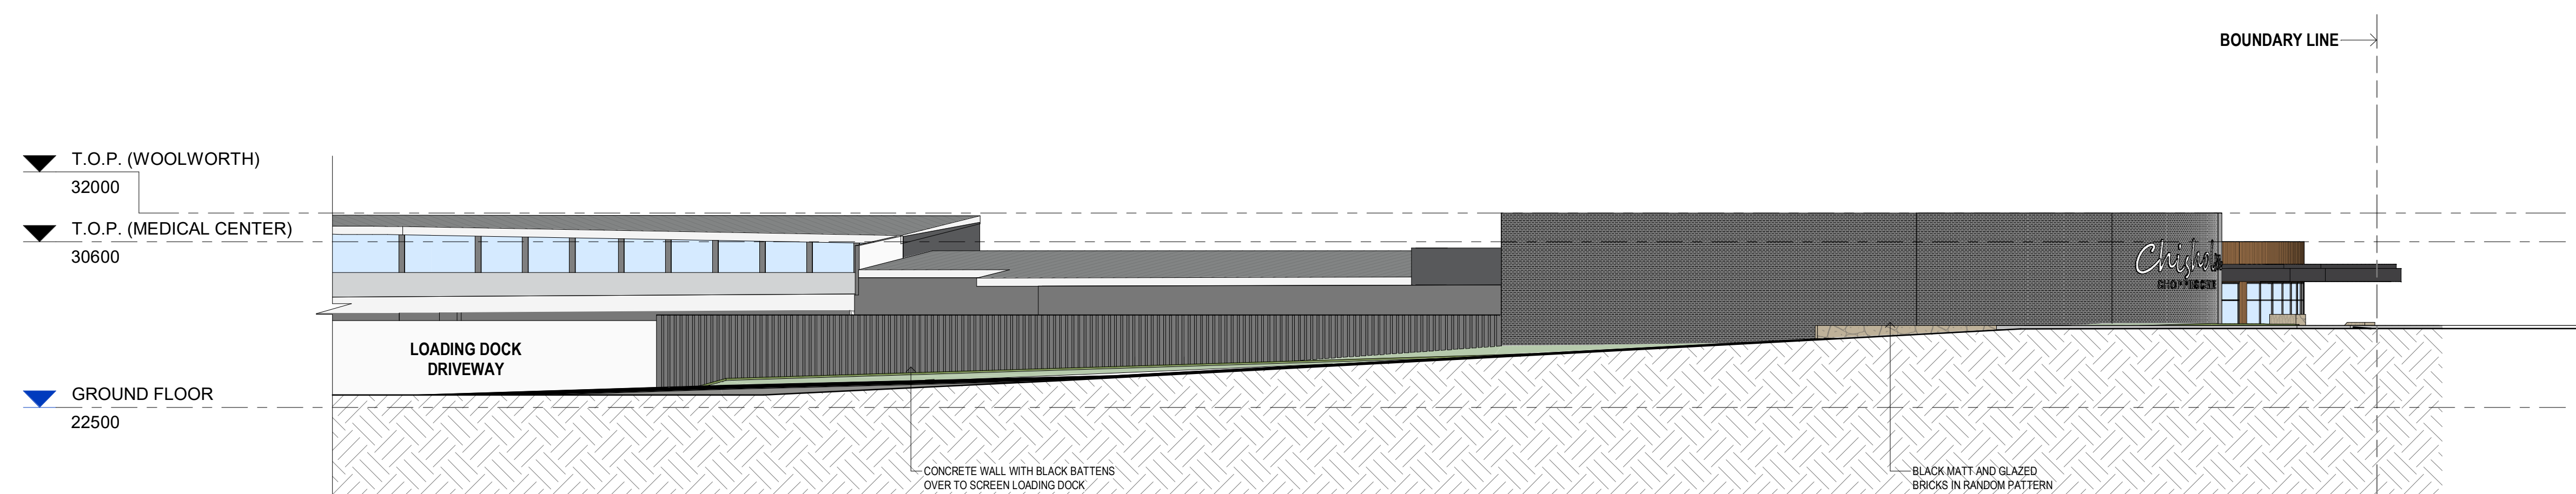 BOUNDARY LINE
T.O.P. (WOOLWORTH)
32000
T.O.P. (MEDICAL CENTER)
30600
LOADING DOCK
DRIVEWAY
GROUND FLOOR
22500
CONCRETE WALL WITH BLACK BATTENS
OVER TO SCREEN LOADING DOCK
BLACK MATT AND GLAZED
BRICKS IN RANDOM PATTERN